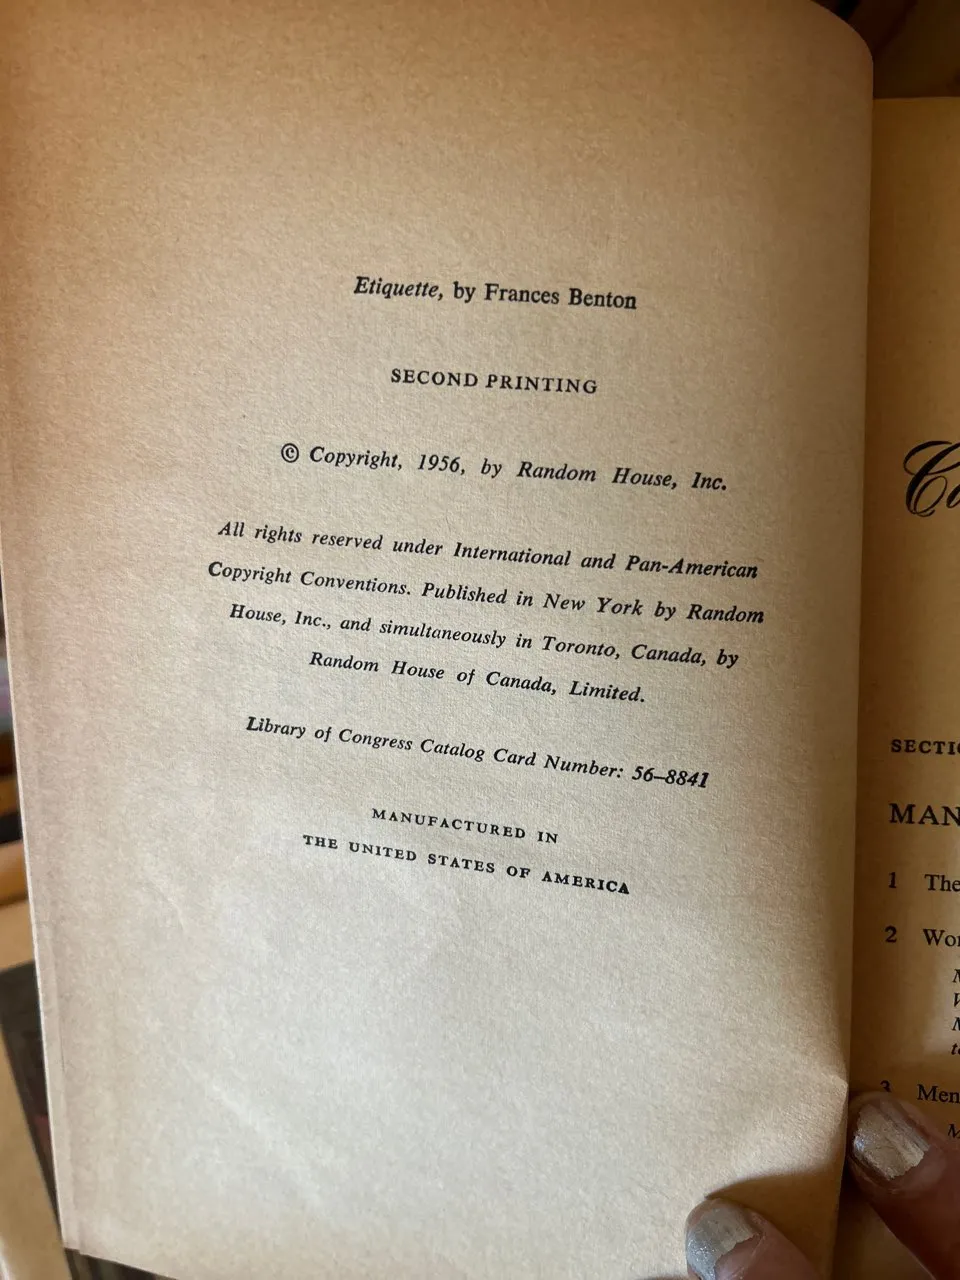 Etiquette, by Frances Benton
SECOND PRINTING
© Copyright, 1956, by Random House, Inc.
All rights reserved under International and Pan-American
Copyright Conventions. Published in New York by Random
House, Inc., and simultaneously in Toronto, Canada, by
Random House of Canada, Limited.
Library of Congress Catalog Card Number: 56–8841
MANUFACTURED IN
THE UNITED STATES OF AMERICA
MAN
1 The
2
3 Men